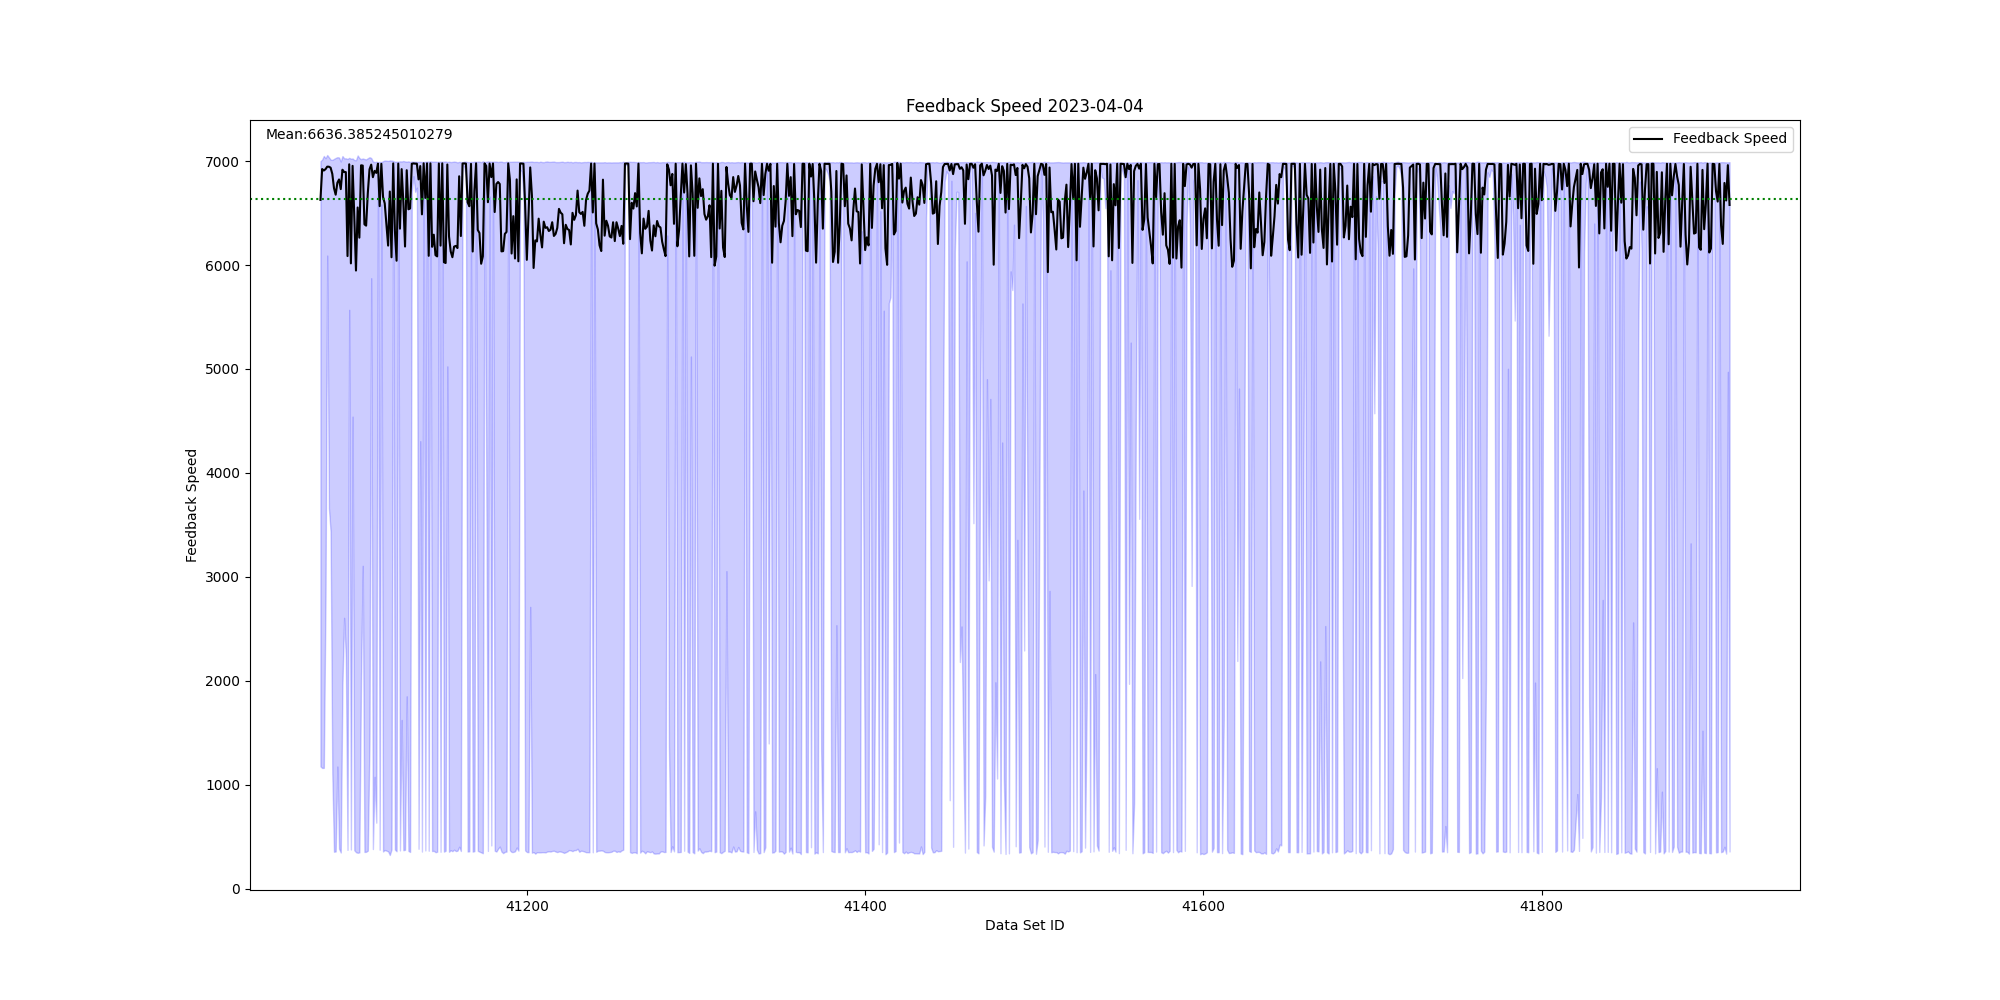 Feedback Speed 2023-04-04
Mean:6636.385245010279
Feedback Speed
7000
6000
5000
4000
3000
2000
1000
0
Feedback Speed
41200
41400
41600
41800
Data Set ID